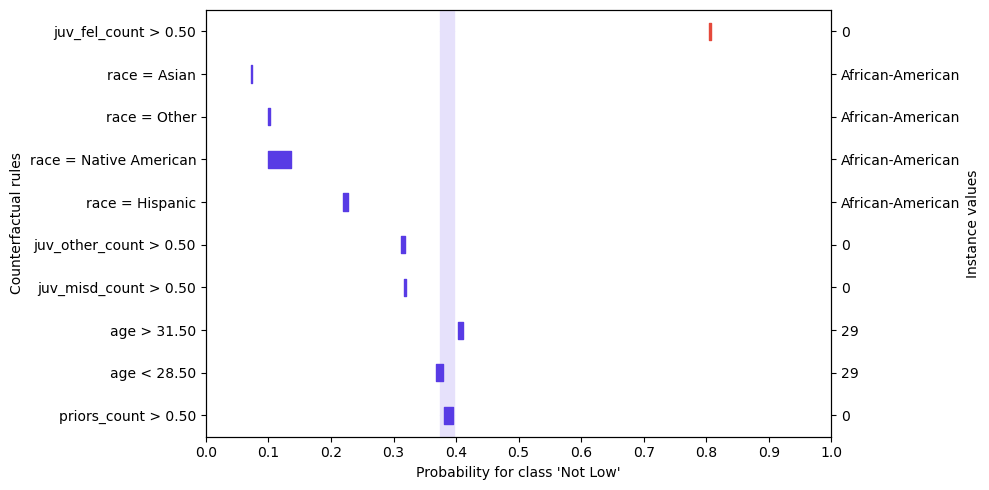 juv_fel_count > 0.50 0
race = Asian African-American
race = Other African-American
race = Native American African-American
race = Hispanic African-American
juv_other_count > 0.50 0
juv_misd_count > 0.50 0
age > 31.50 29
age < 28.50 29
priors_count > 0.50 0
Counterfactual rules
Instance values
0.0 0.1 0.2 0.3 0.4 0.5 0.6 0.7 0.8 0.9 1.0
Probability for class 'Not Low'